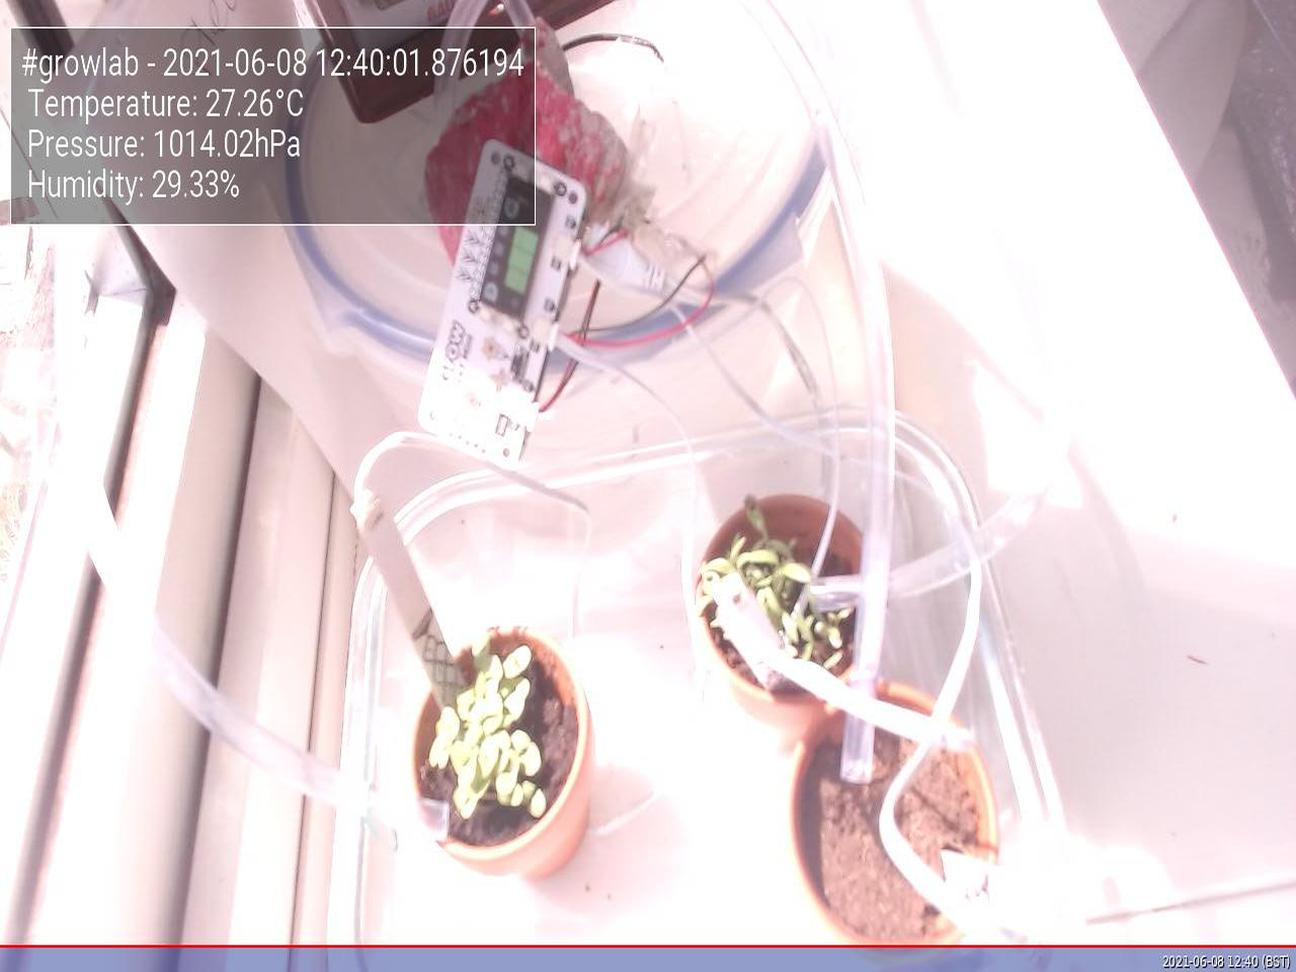 #growlab - 2021-06-08 12:40:01.876194
Temperature: 27.26°C
Pressure: 1014.02hPa
Humidity: 29.33%
2021-06-08 12:40 (BST)